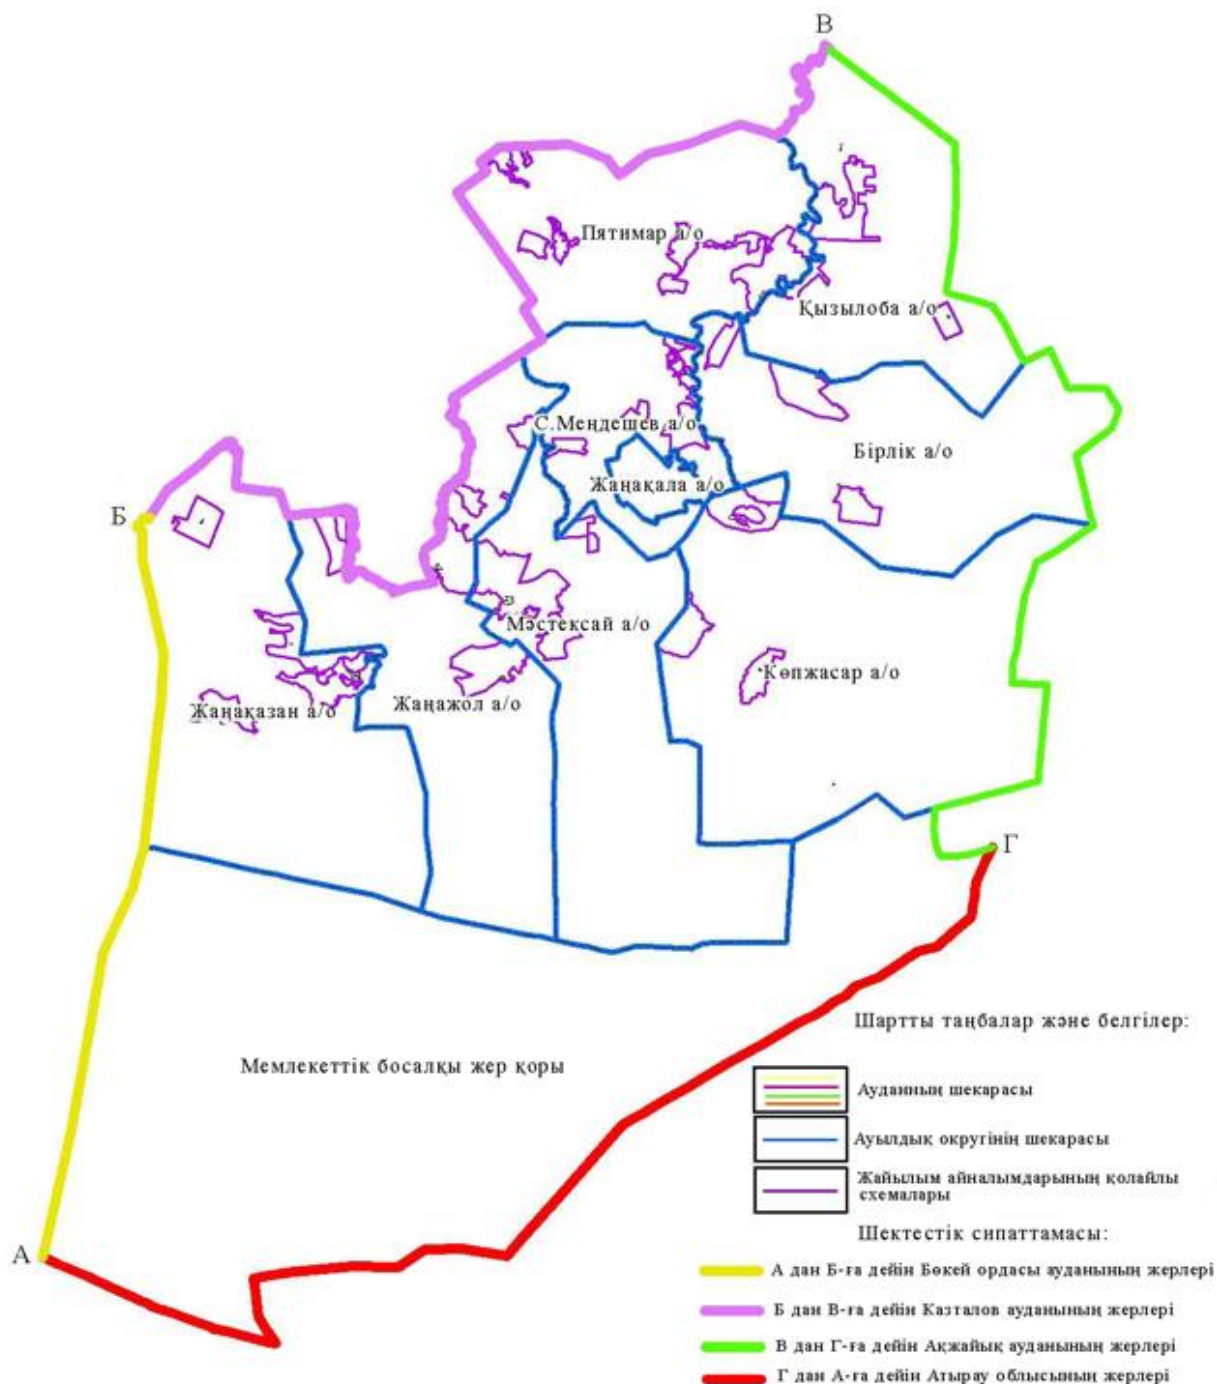 В
Пятимар а/о
Қызылоба а/о
С.Меңдешев а/о
Бірлік а/о
Жаңақала а/о
Б
Мәстексай а/о
Көпжасар а/о
Жаңақазан а/о
Жаңажол а/о
Г
Шартты таңбалар және белгілер:
Мемлекеттік босалқы жер қоры
Ауданның шекарасы
Ауылдық округінің шекарасы
Жайылым айналымдарының қолайлы
схемалары
Шектестік сипаттамасы:
А
А дан Б-ға дейін Бөкей ордасы ауданының жерлері
Б дан В-ға дейін Казталов ауданының жерлері
В дан Г-ға дейін Ақжайық ауданының жерлері
Г дан А-ға дейін Атырау облысының жерлері